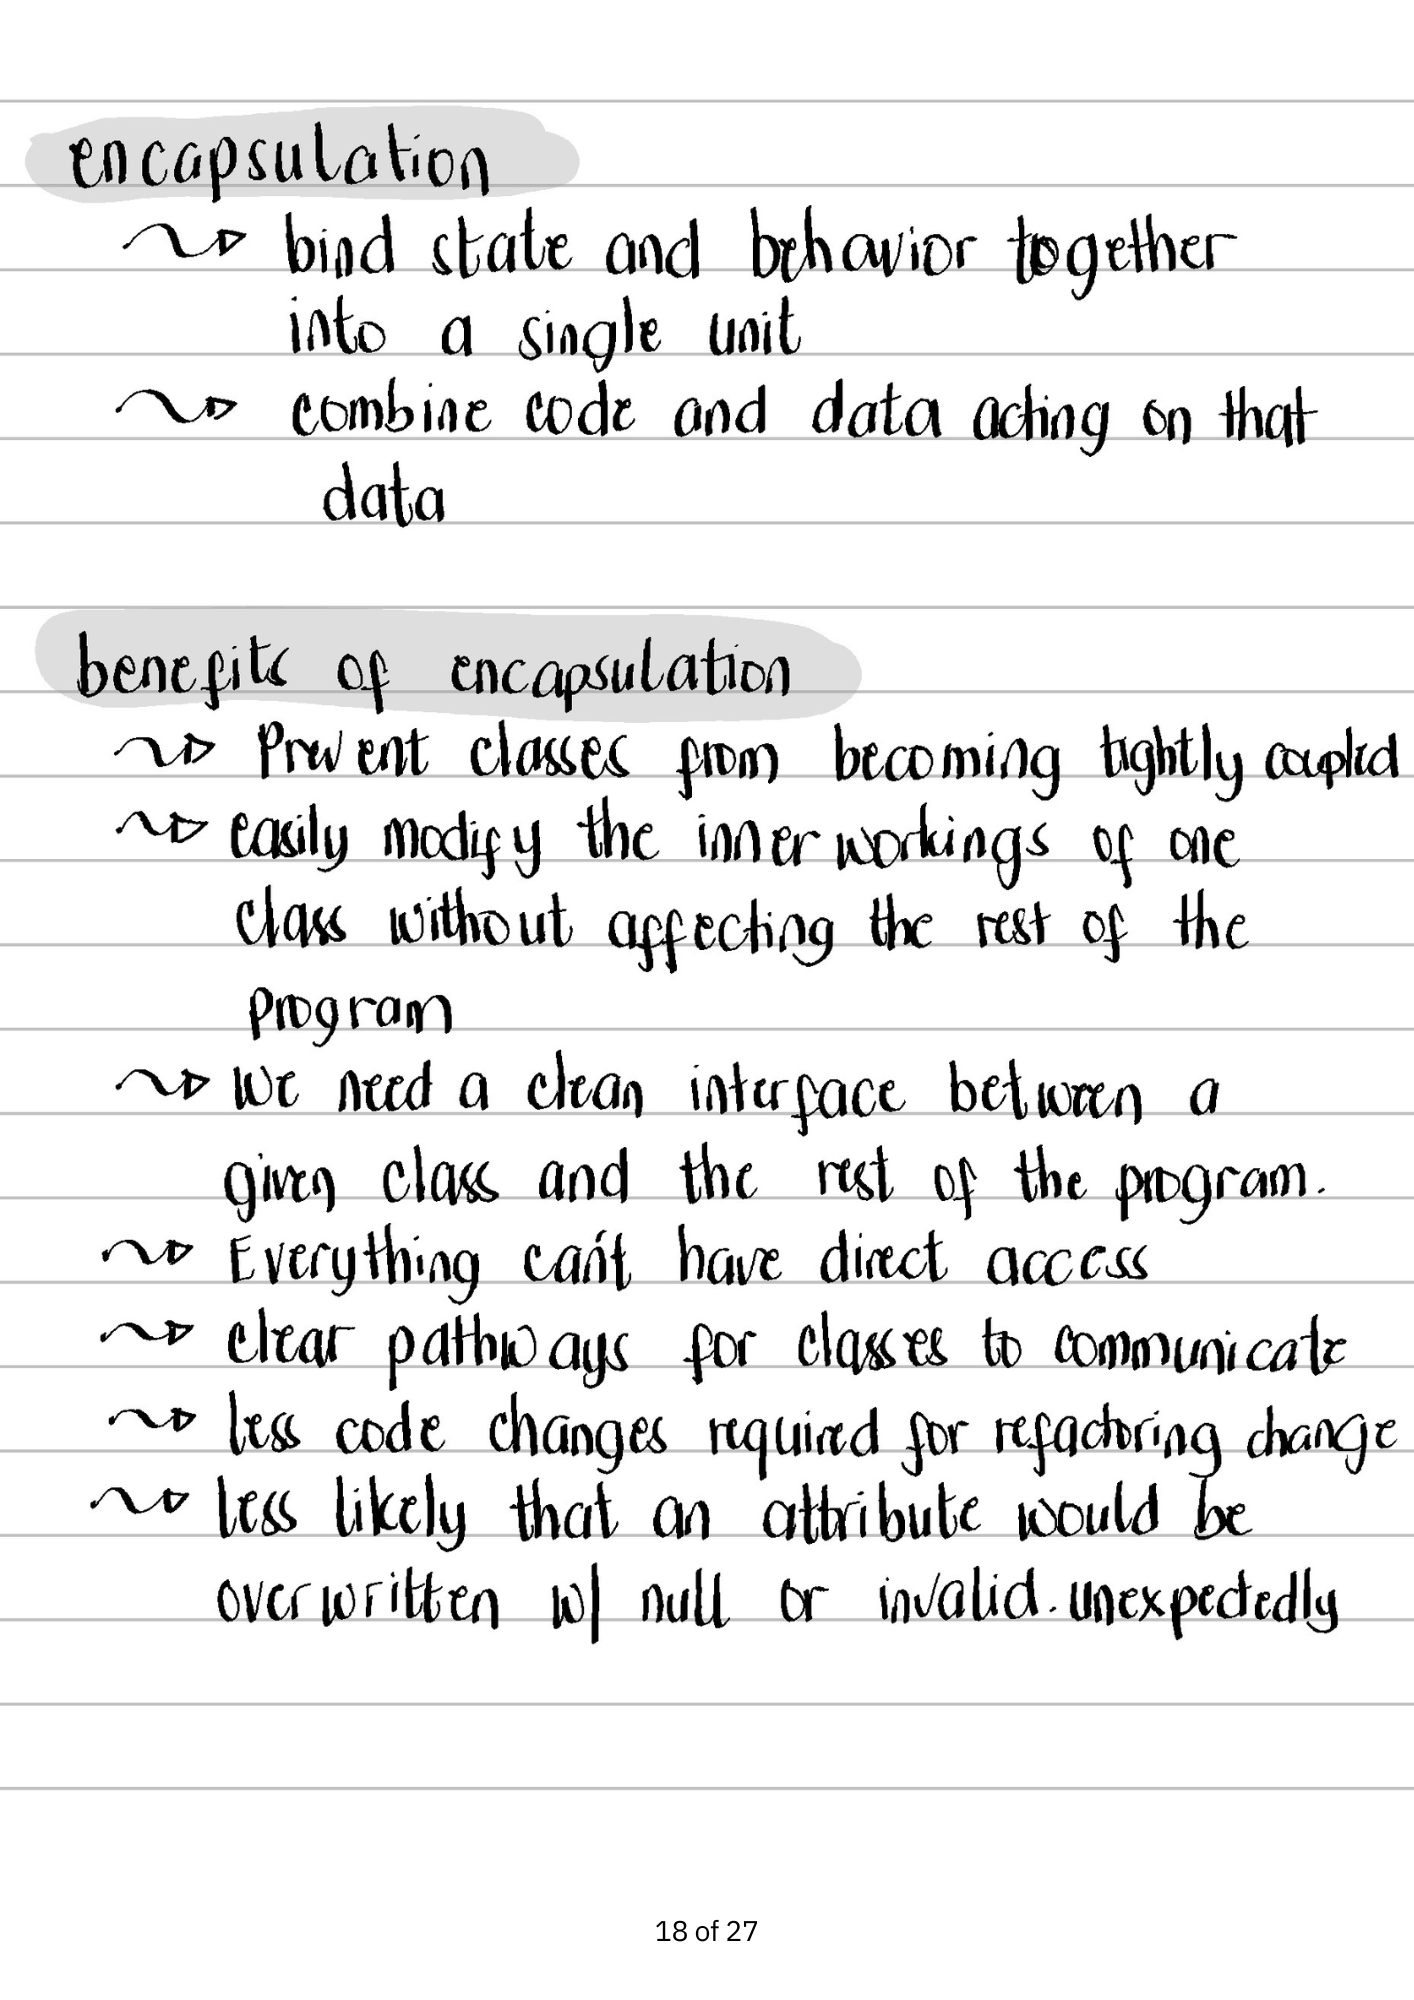 encapsulation
bind state and behavior together
into a single unit
combine code and data acting on that
data
benefits of encapsulation
Prevent classes from becoming tightly coupled
easily modify the inner workings of one
class without affecting the rest of the
program
We need a clean interface between a
given class and the rest of the program.
Everything can't have direct access
clear pathways for classes to communicate
less code changes required for refactoring change
less likely that an attribute would be
overwritten w/ null or invalid. unexpectedly
18 of 27